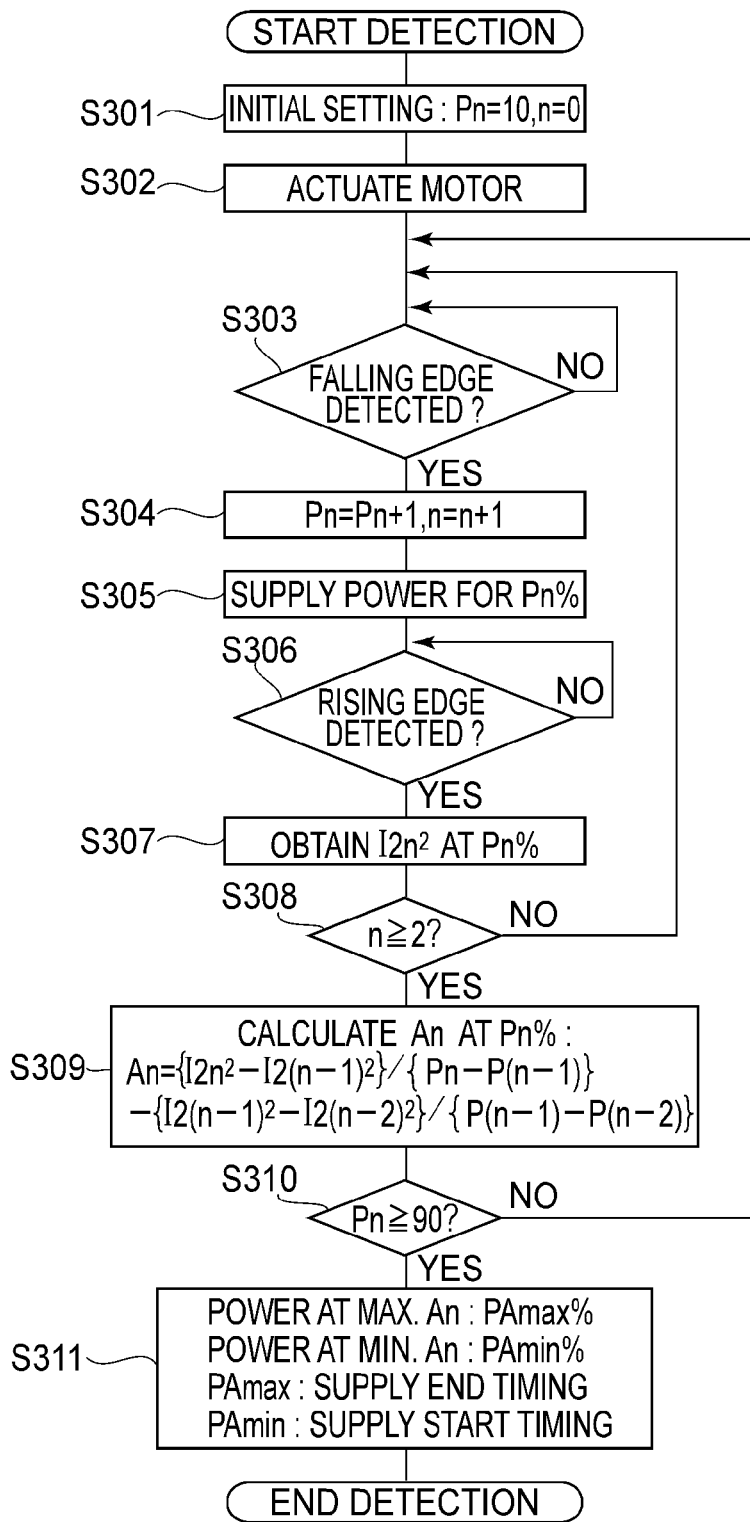 START DETECTION
S301
INITIAL SETTING : Pn=10,n=0
S302
ACTUATE MOTOR
S303
FALLING EDGE
DETECTED ?
NO
YES
S304
Pn=Pn+1,n=n+1
S305
SUPPLY POWER FOR Pn%
S306
RISING EDGE
DETECTED ?
NO
YES
S307
OBTAIN I2n² AT Pn%
S308
n≧2?
NO
YES
S309
CALCULATE An AT Pn% :
An={I2n²−I2(n−1)²}/{Pn−P(n−1)}
−{I2(n−1)²−I2(n−2)²}/{P(n−1)−P(n−2)}
S310
Pn≧90?
NO
YES
S311
POWER AT MAX. An : PAmax%
POWER AT MIN. An : PAmin%
PAmax : SUPPLY END TIMING
PAmin : SUPPLY START TIMING
END DETECTION